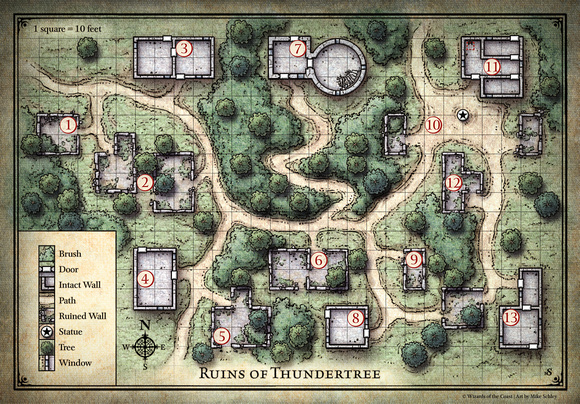 1 square = 10 feet
3
7
11
1
10
2
12
4
6
9
5
8
13
Brush
Door
Intact Wall
Path
Ruined Wall
Statue
Tree
Window
N
W
E
S
Ruins of Thundertree
© Wizards of the Coast | Art by Mike Schley